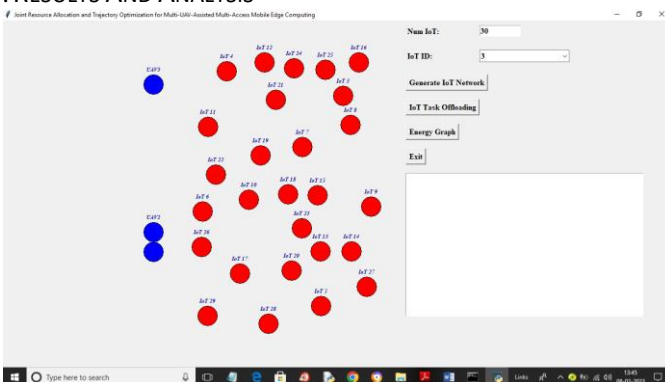 RESULTS AND ANALYSIS
Joint Resource Allocation and Trajectory Optimization for Multi-UAV-Assisted Multi-Access Mobile Edge Computing
Num IoT: 30
IoT ID: 3
Generate IoT Network
IoT Task Offloading
Energy Graph
Exit
IoT 4
IoT 12
IoT 24
IoT 25
IoT 16
UAV3
IoT 21
IoT
IoT 8
IoT 11
IoT 7
IoT 19
IoT 22
IoT 18
IoT 15
IoT 10
IoT 9
IoT 6
UAV2
IoT
IoT 26
IoT 13
IoT 14
IoT 17
IoT 20
IoT 27
IoT
IoT 29
IoT 28
Type here to search
Links
13:45